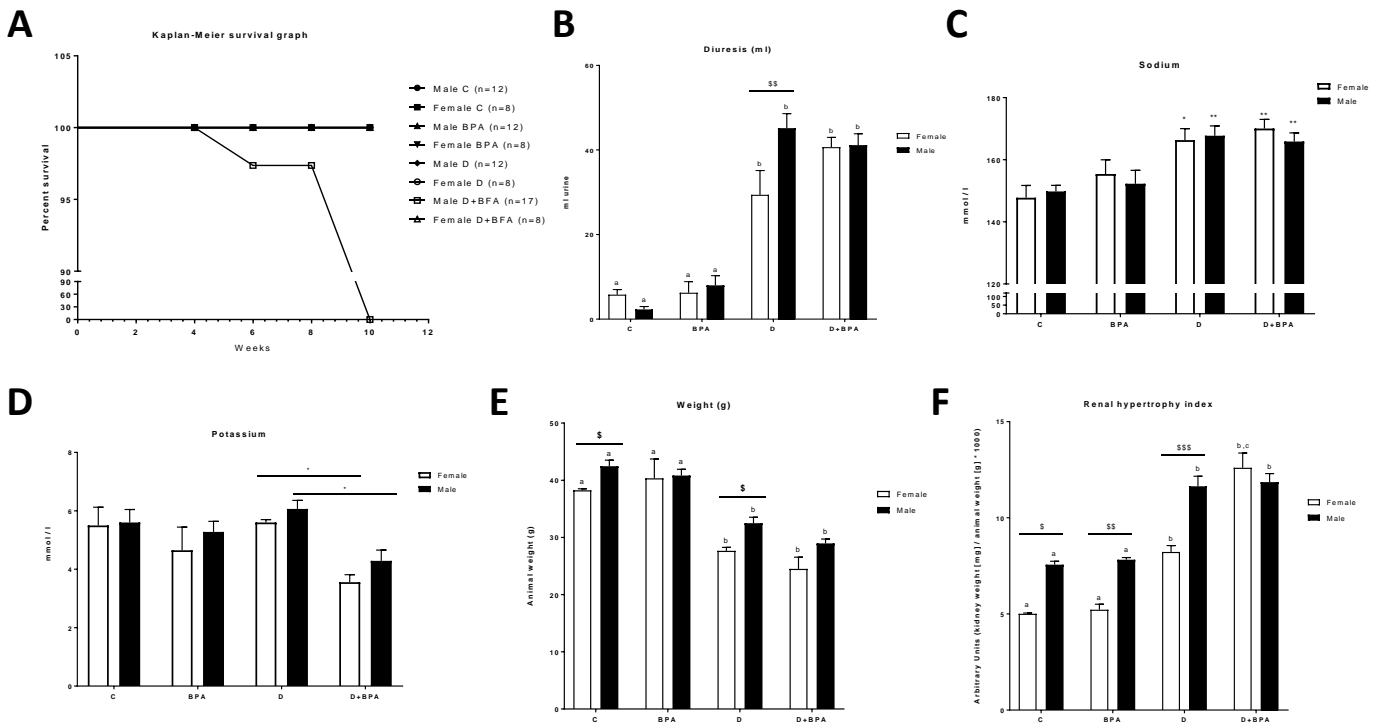 A
Kaplan-Meier survival graph
105
100
95
90
90
60
30
0
0 2 4 6 8 10 12
Percent survival
Weeks
Male C (n=12)
Female C (n=8)
Male BPA (n=12)
Female BPA (n=8)
Male D (n=12)
Female D (n=8)
Male D+BFA (n=17)
Female D+BFA (n=8)
B
Diuresis (ml)
60
40
20
0
ml urine
a a a a b $$ b b b
C BPA D D+BPA
Female
Male
C
Sodium
180
160
140
120
100
50
0
mmol/l
* ** ** **
C BPA D D+BPA
Female
Male
D
Potassium
8
6
4
2
0
mmol/l
*
*
C BPA D D+BPA
Female
Male
E
Weight (g)
50
40
30
20
10
0
Animal weight (g)
$
a a a a
$
b b b b
C BPA D D+BPA
Female
Male
F
Renal hypertrophy index
15
10
5
0
Arbitrary Units (kidney weight [mg] / animal weight [g] * 1000)
$ $$ $$$
a a a a b b b,c b
C BPA D D+BPA
Female
Male